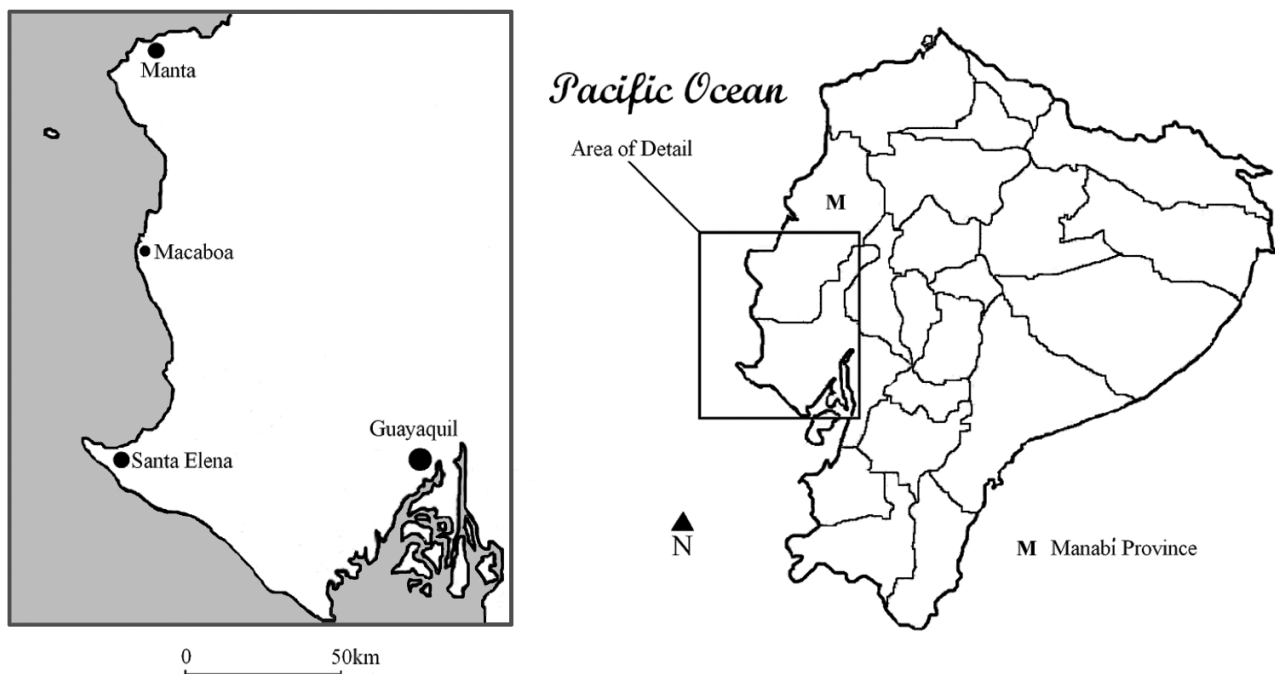 Manta
Macaboa
Guayaquil
Santa Elena
0 50km
Pacific Ocean
Area of Detail
M
N
M Manabí Province